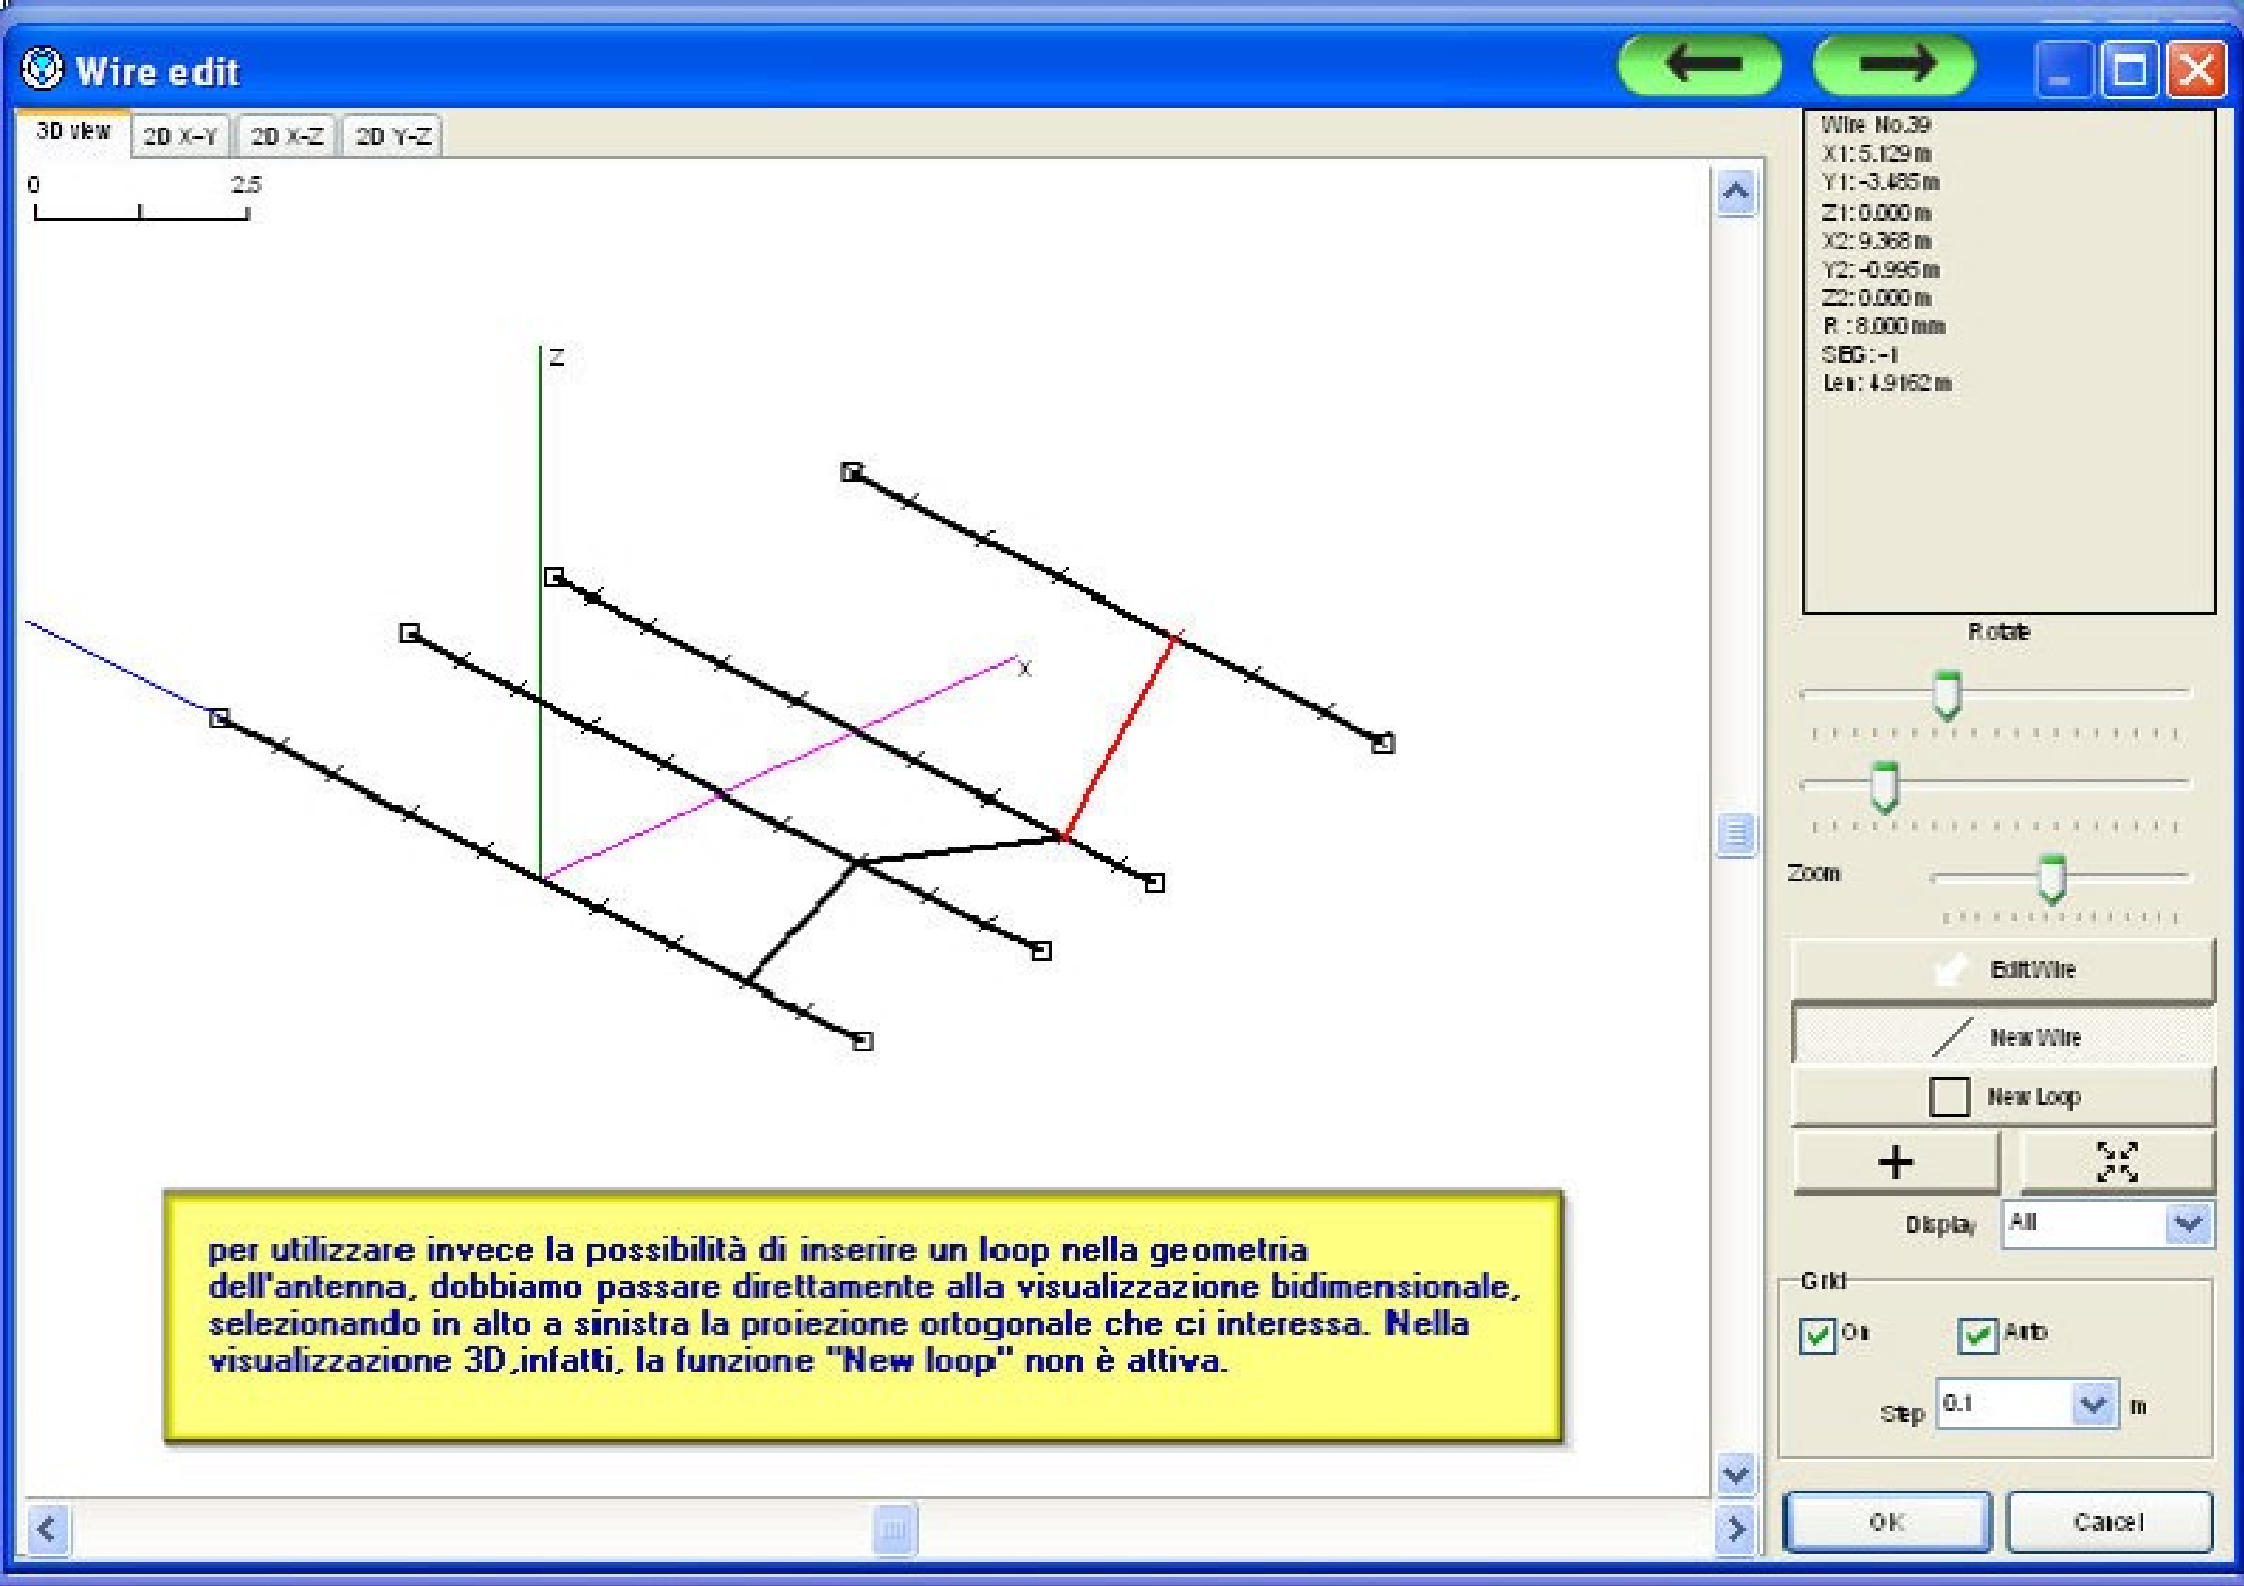 Wire edit
3D view
2D X-Y
2D X-Z
2D Y-Z
0
2.5
Z
X
per utilizzare invece la possibilità di inserire un loop nella geometria
dell'antenna, dobbiamo passare direttamente alla visualizzazione bidimensionale,
selezionando in alto a sinistra la proiezione ortogonale che ci interessa. Nella
visualizzazione 3D,infatti, la funzione "New loop" non è attiva.
Wire No.39
X1:5.129 m
Y1:-3.485 m
Z1:0.000 m
X2:9.368 m
Y2:-0.995 m
Z2:0.000 m
R :8.000 mm
SEG:-1
Len:4.9162 m
Rotate
Zoom
Edit Wire
New Wire
New Loop
Display
All
Grid
On
Auto
Step
0.1
m
OK
Cancel